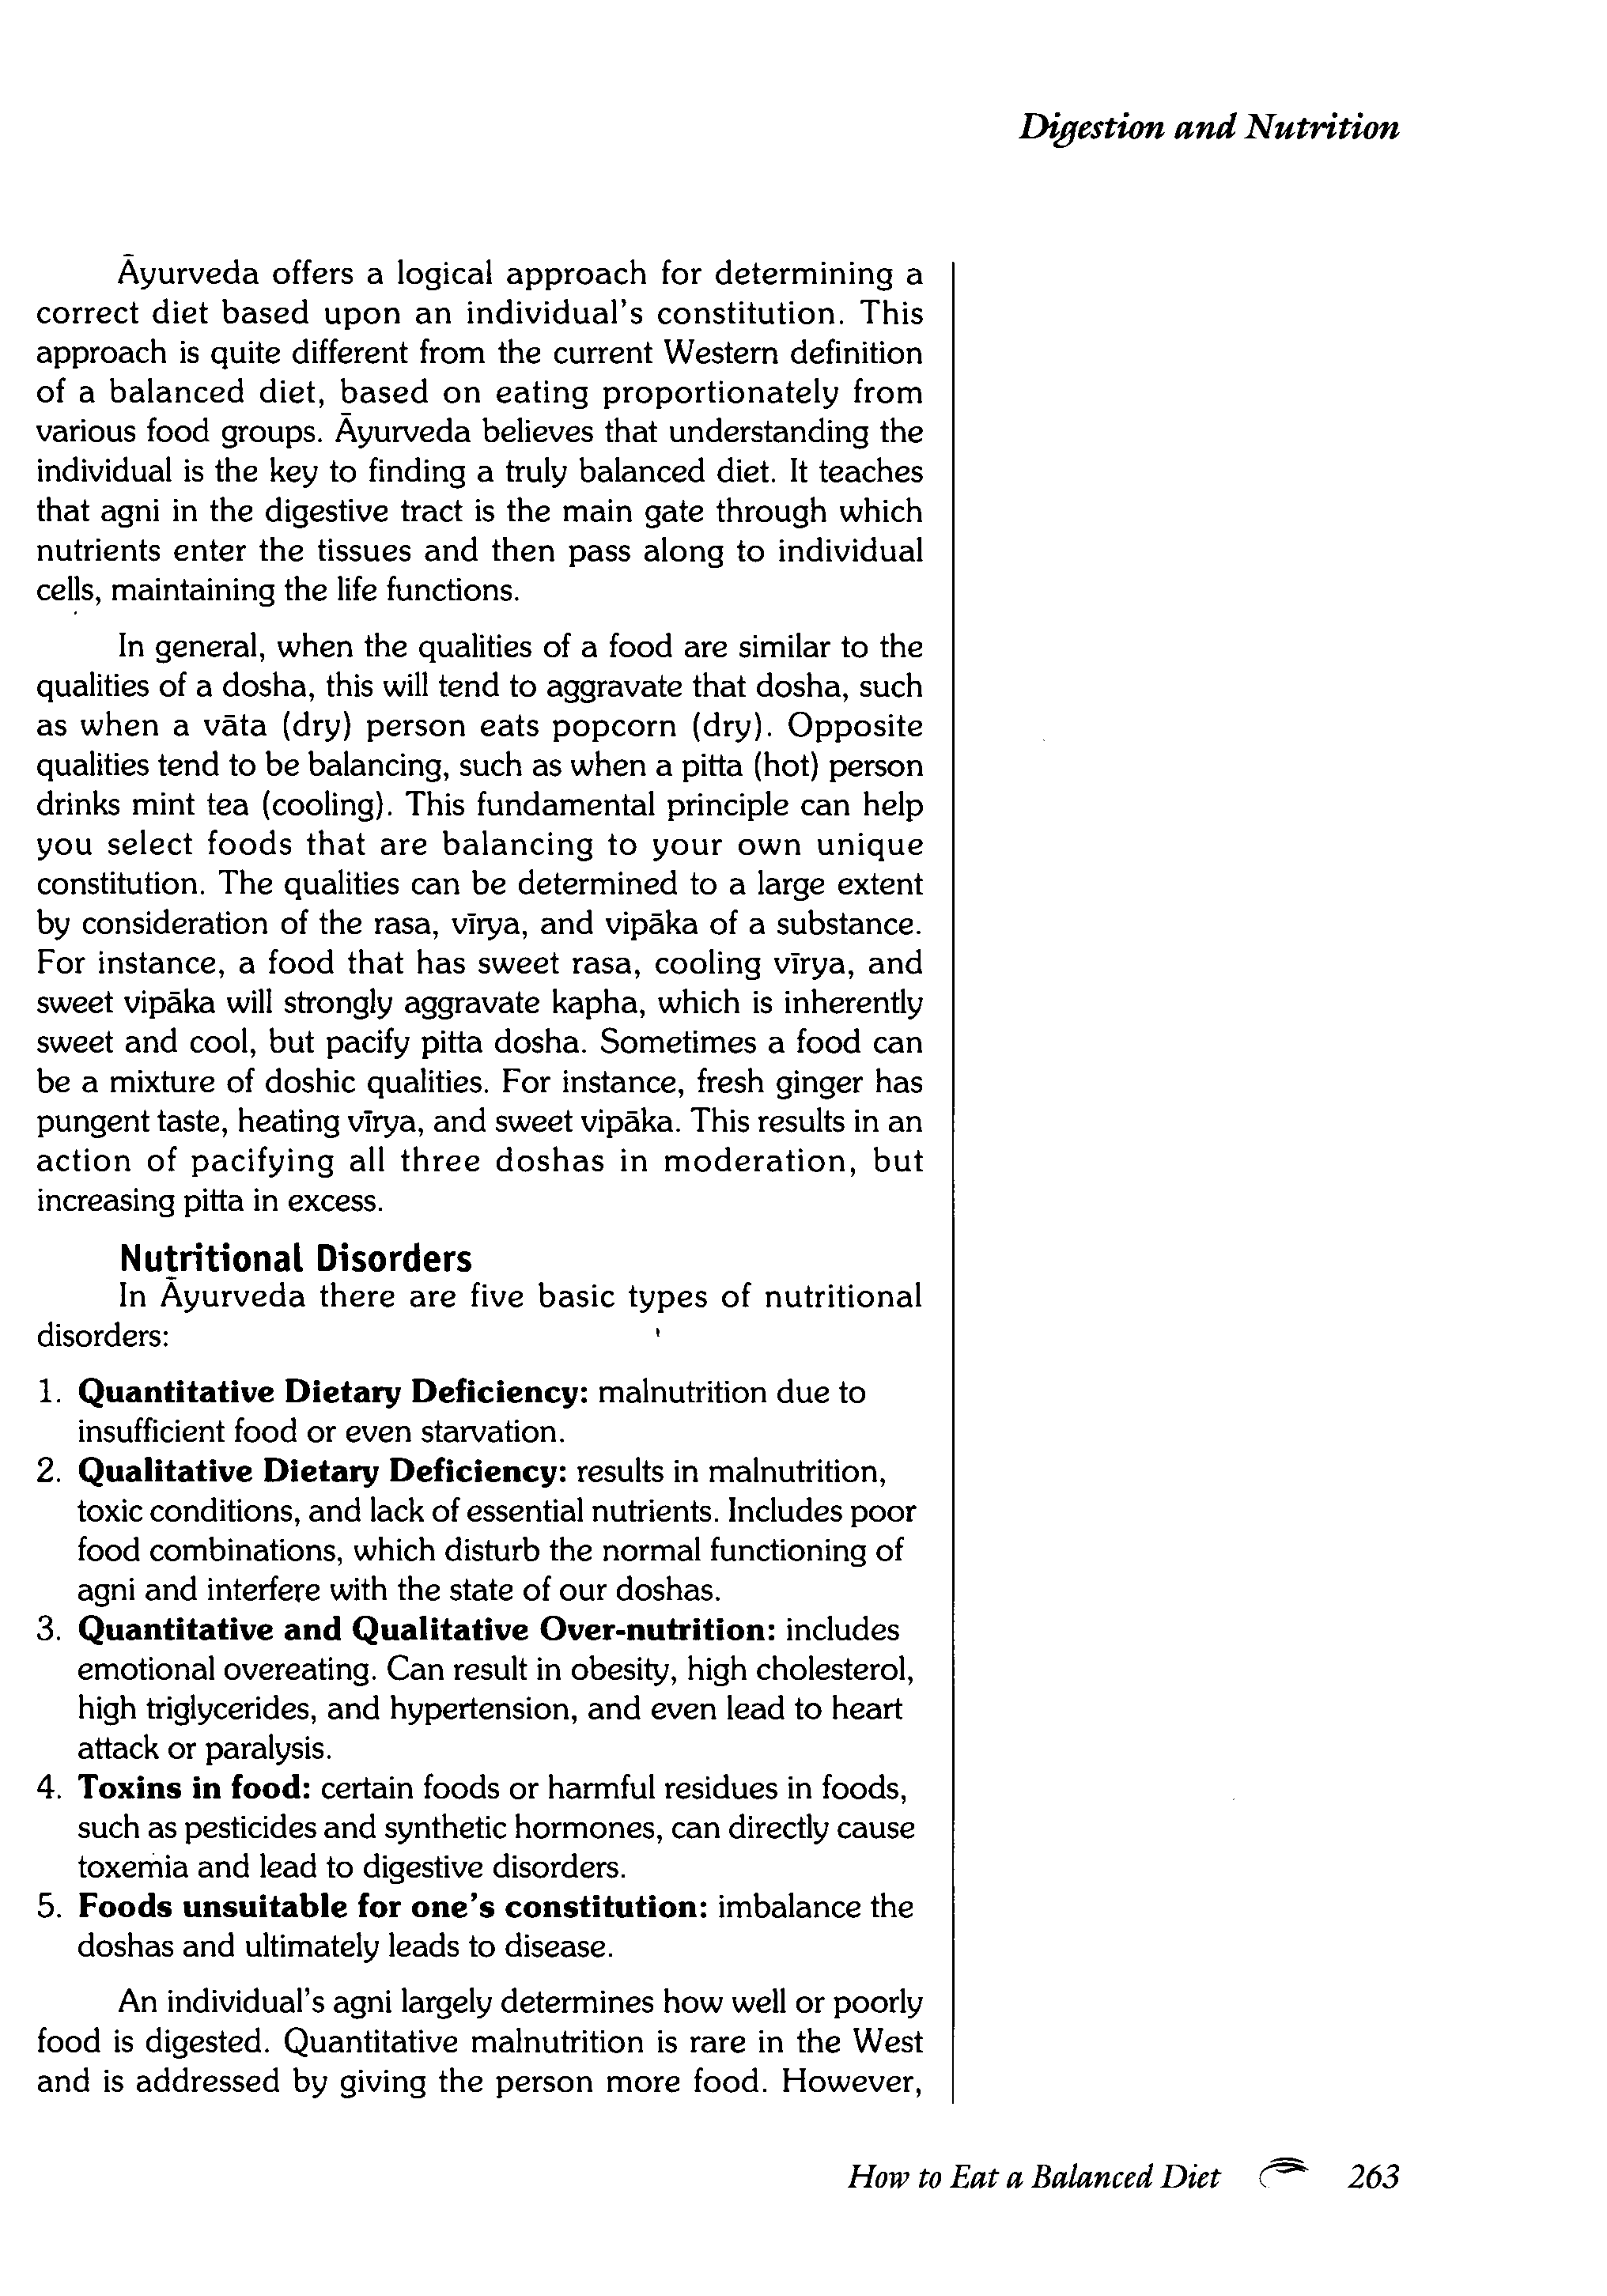 Digestion and Nutrition
Āyurveda offers a logical approach for determining a
correct diet based upon an individual's constitution. This
approach is quite different from the current Western definition
of a balanced diet, based on eating proportionately from
various food groups. Āyurveda believes that understanding the
individual is the key to finding a truly balanced diet. It teaches
that agni in the digestive tract is the main gate through which
nutrients enter the tissues and then pass along to individual
cells, maintaining the life functions.
In general, when the qualities of a food are similar to the
qualities of a dosha, this will tend to aggravate that dosha, such
as when a vāta (dry) person eats popcorn (dry). Opposite
qualities tend to be balancing, such as when a pitta (hot) person
drinks mint tea (cooling). This fundamental principle can help
you select foods that are balancing to your own unique
constitution. The qualities can be determined to a large extent
by consideration of the rasa, vīrya, and vipāka of a substance.
For instance, a food that has sweet rasa, cooling vīrya, and
sweet vipāka will strongly aggravate kapha, which is inherently
sweet and cool, but pacify pitta dosha. Sometimes a food can
be a mixture of doshic qualities. For instance, fresh ginger has
pungent taste, heating vīrya, and sweet vipāka. This results in an
action of pacifying all three doshas in moderation, but
increasing pitta in excess.
Nutritional Disorders
In Āyurveda there are five basic types of nutritional
disorders:
1. Quantitative Dietary Deficiency: malnutrition due to
insufficient food or even starvation.
2. Qualitative Dietary Deficiency: results in malnutrition,
toxic conditions, and lack of essential nutrients. Includes poor
food combinations, which disturb the normal functioning of
agni and interfere with the state of our doshas.
3. Quantitative and Qualitative Over-nutrition: includes
emotional overeating. Can result in obesity, high cholesterol,
high triglycerides, and hypertension, and even lead to heart
attack or paralysis.
4. Toxins in food: certain foods or harmful residues in foods,
such as pesticides and synthetic hormones, can directly cause
toxemia and lead to digestive disorders.
5. Foods unsuitable for one's constitution: imbalance the
doshas and ultimately leads to disease.
An individual's agni largely determines how well or poorly
food is digested. Quantitative malnutrition is rare in the West
and is addressed by giving the person more food. However,
How to Eat a Balanced Diet 263